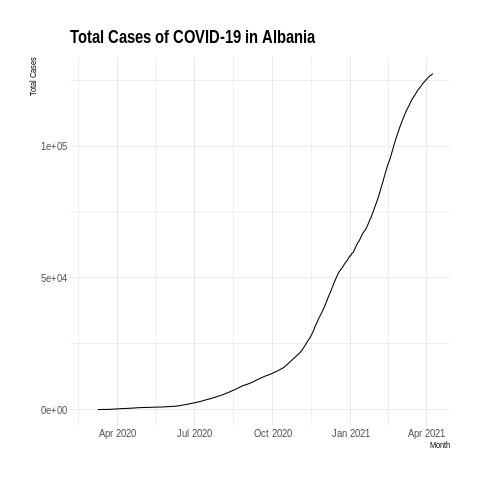 Total Cases of COVID-19 in Albania
Total Cases
1e+05
5e+04
0e+00
Apr 2020 Jul 2020 Oct 2020 Jan 2021 Apr 2021
Month